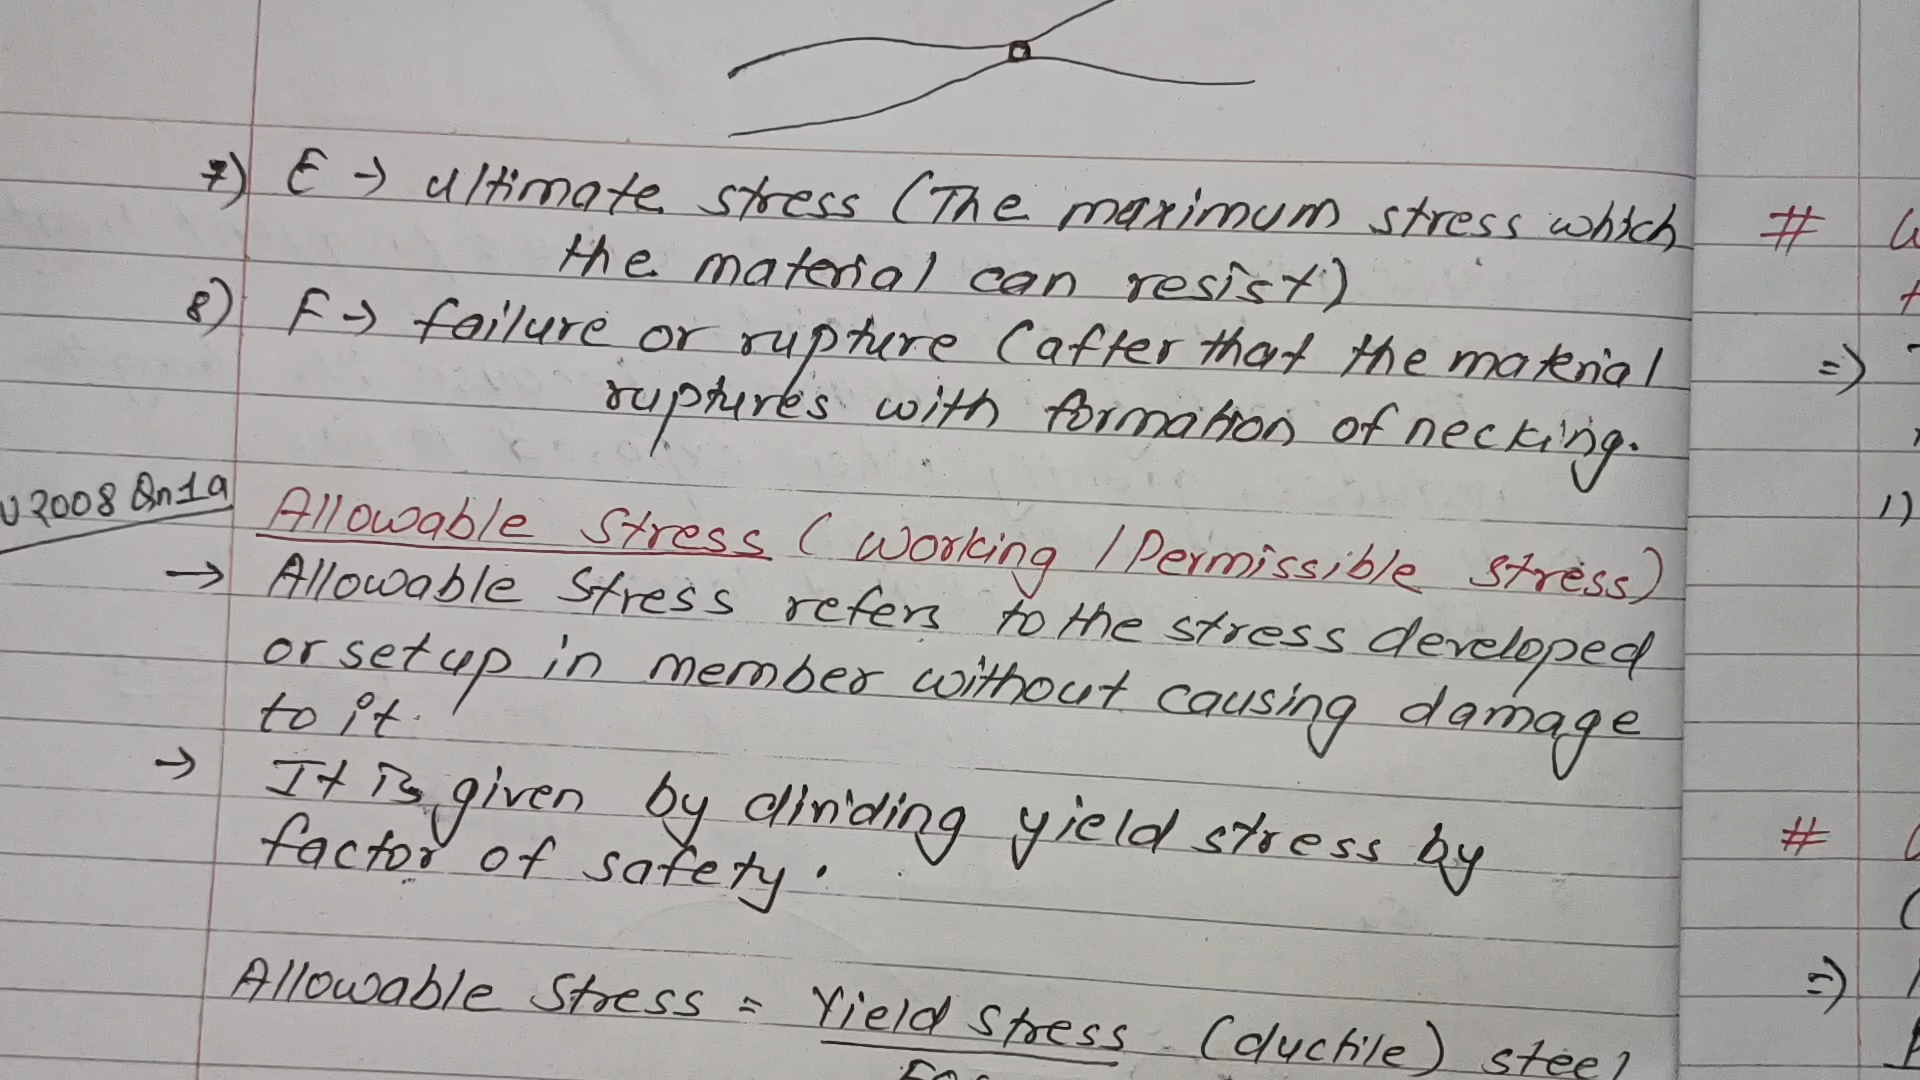 7) E → ultimate stress (The maximum stress which
the material can resist)
8) F → failure or rupture (after that the material
ruptures with formation of necking.
U 2008 Qn 1a
Allowable Stress (Working / Permissible stress)
→ Allowable Stress refers to the stress developed
or set up in member without causing damage
to it.
→ It is given by dividing yield stress by
factor of safety.
Allowable Stress = Yield Stress (ductile) steel
#
=>
1)
#
=>